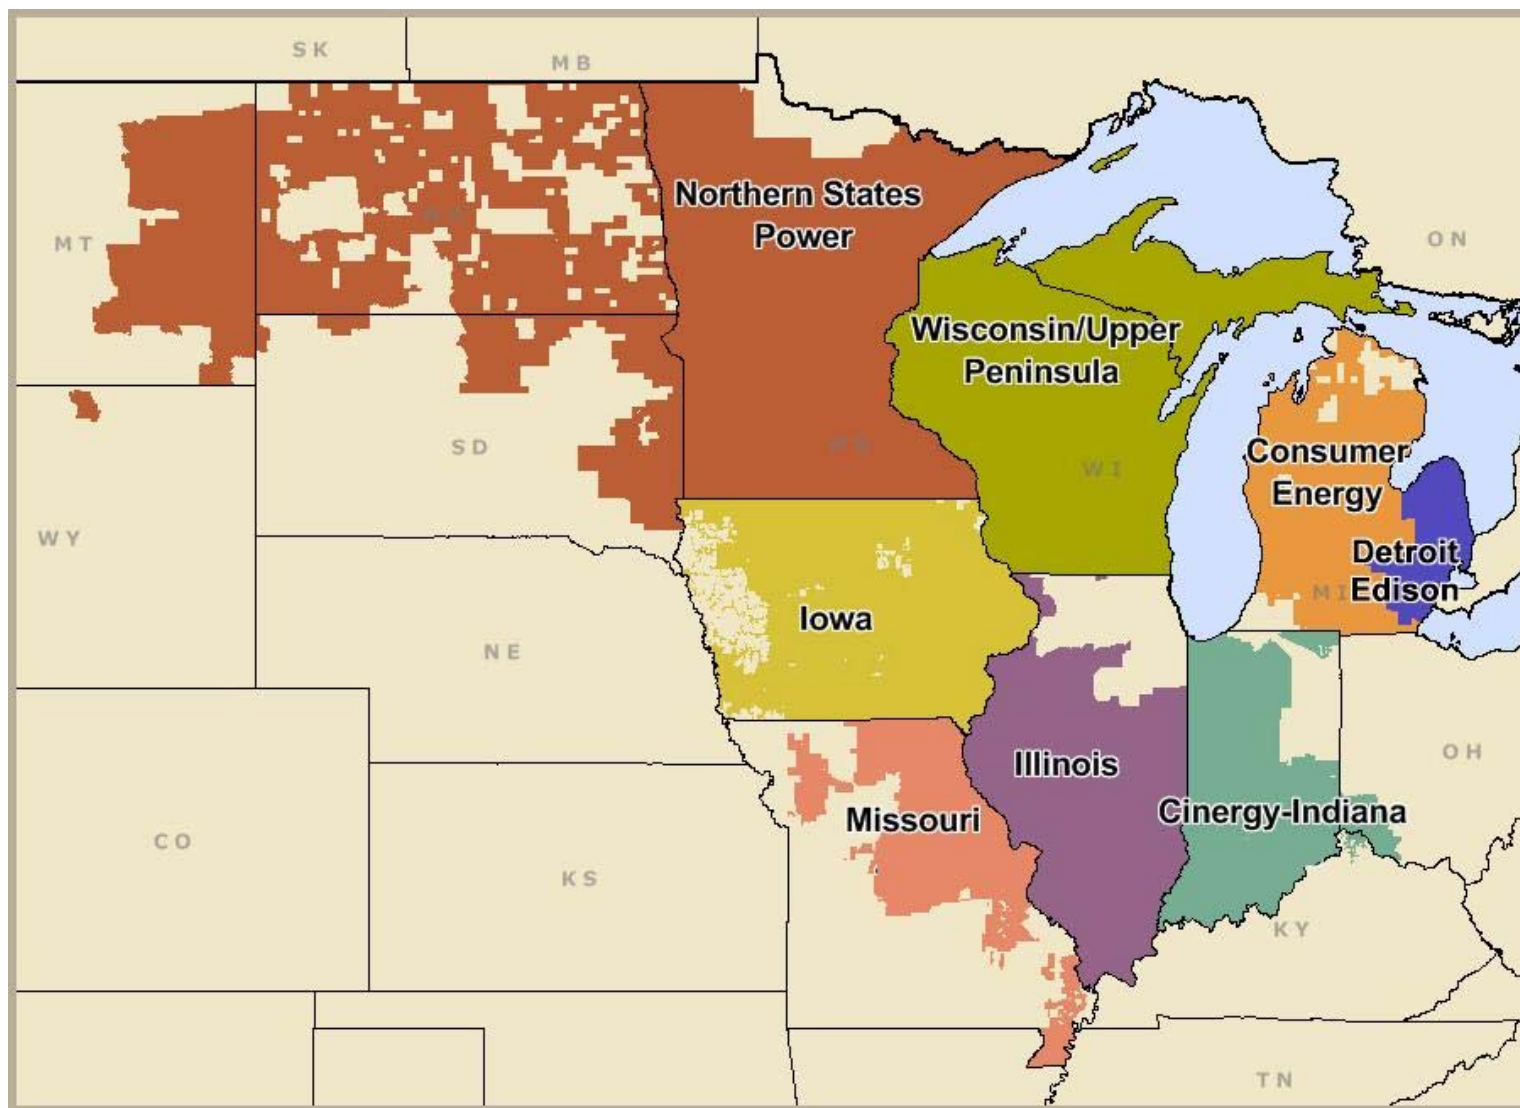 SK
MB
Northern States
Power
MT
ON
Wisconsin/Upper
Peninsula
SD
WI
Consumer
Energy
WY
Detroit
Edison
MI
Iowa
NE
OH
Illinois
Missouri
Cinergy-Indiana
CO
KS
KY
TN